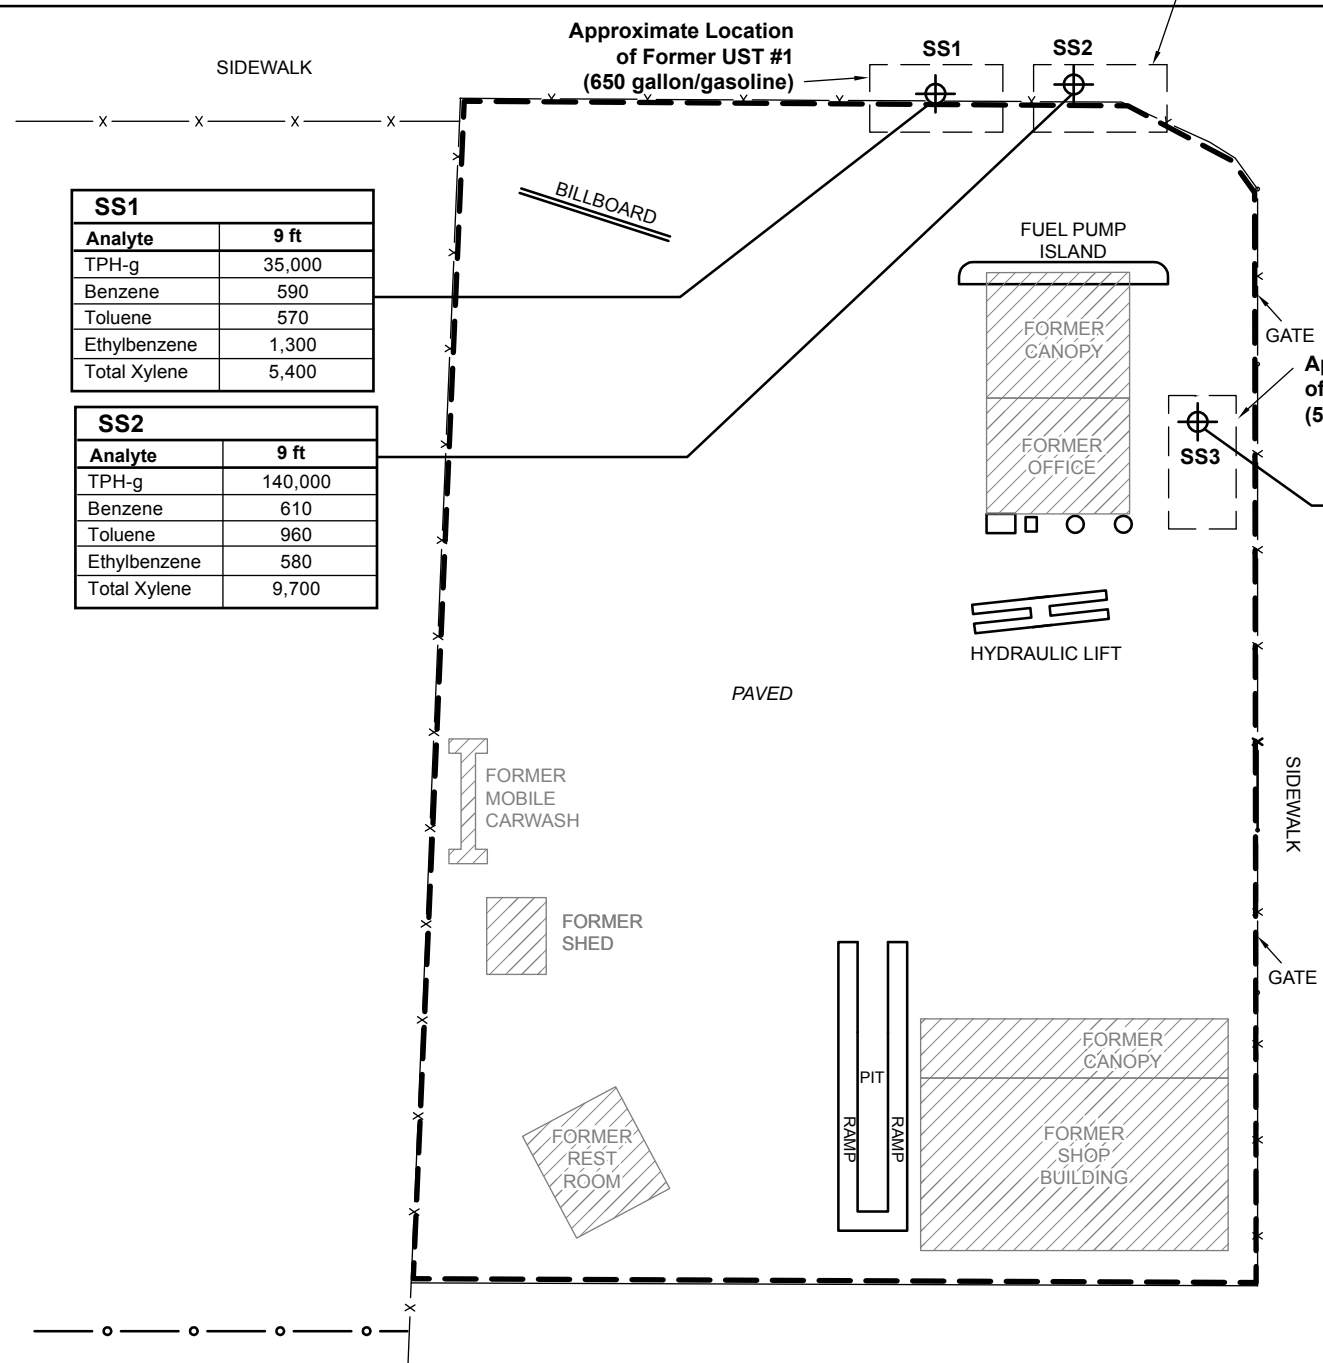 Approximate Location
of Former UST #1
(650 gallon/gasoline)
SS1
SS2
SIDEWALK
SS1
Analyte 9 ft
TPH-g 35,000
Benzene 590
Toluene 570
Ethylbenzene 1,300
Total Xylene 5,400
BILLBOARD
FUEL PUMP
ISLAND
FORMER
CANOPY
GATE
SS2
Analyte 9 ft
TPH-g 140,000
Benzene 610
Toluene 960
Ethylbenzene 580
Total Xylene 9,700
FORMER
OFFICE
of
(5
SS3
HYDRAULIC LIFT
PAVED
SIDEWALK
FORMER
MOBILE
CARWASH
FORMER
SHED
GATE
FORMER
CANOPY
PIT
RAMP
RAMP
FORMER
SHOP
BUILDING
FORMER
REST
ROOM